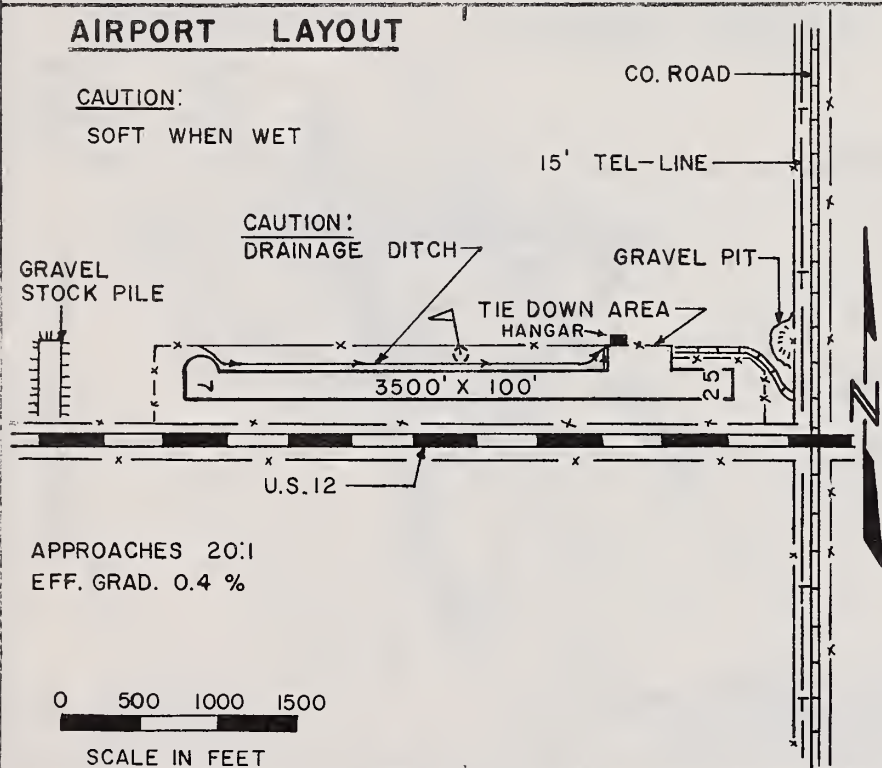 AIRPORT LAYOUT
CAUTION:
SOFT WHEN WET
CO. ROAD
15' TEL-LINE
CAUTION:
DRAINAGE DITCH
GRAVEL PIT
GRAVEL
STOCK PILE
TIE DOWN AREA
HANGAR
7
3500' X 100'
25
N
U.S. 12
APPROACHES 20:1
EFF. GRAD. 0.4 %
0 500 1000 1500
SCALE IN FEET